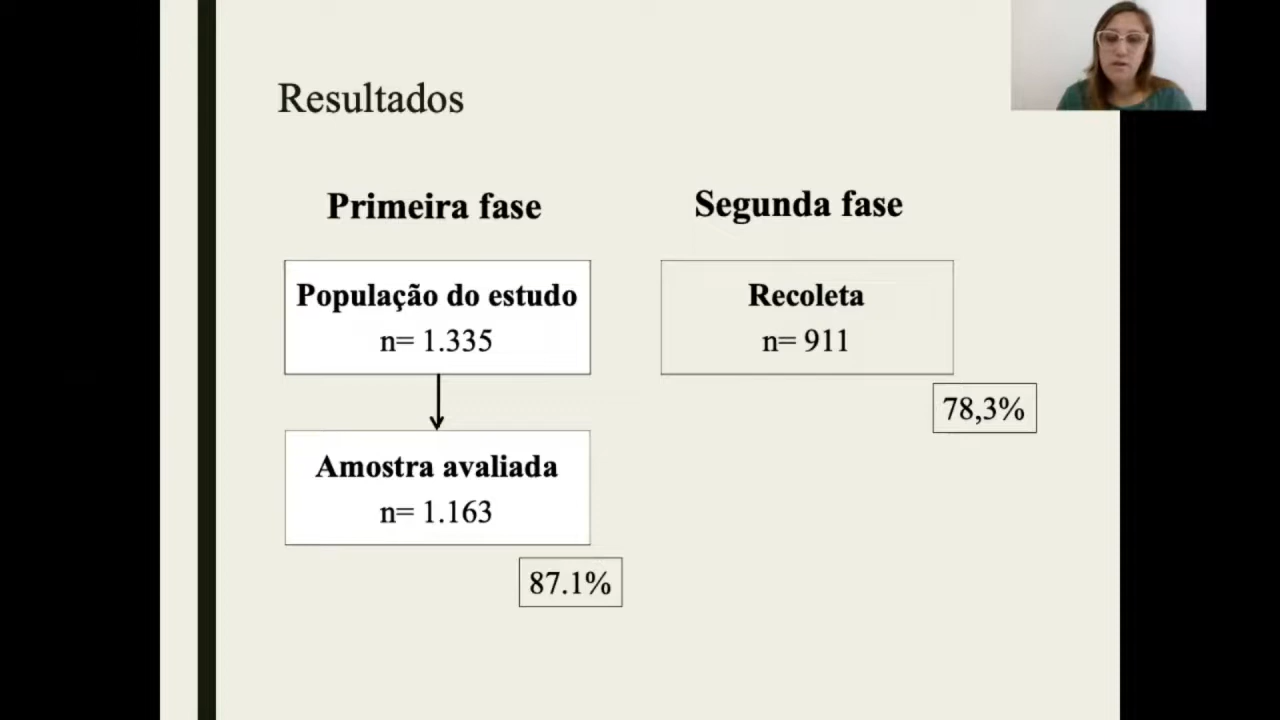 Resultados
Primeira fase
População do estudo
n= 1.335
Amostra avaliada
n= 1.163
87.1%
Segunda fase
Recoleta
n= 911
78,3%